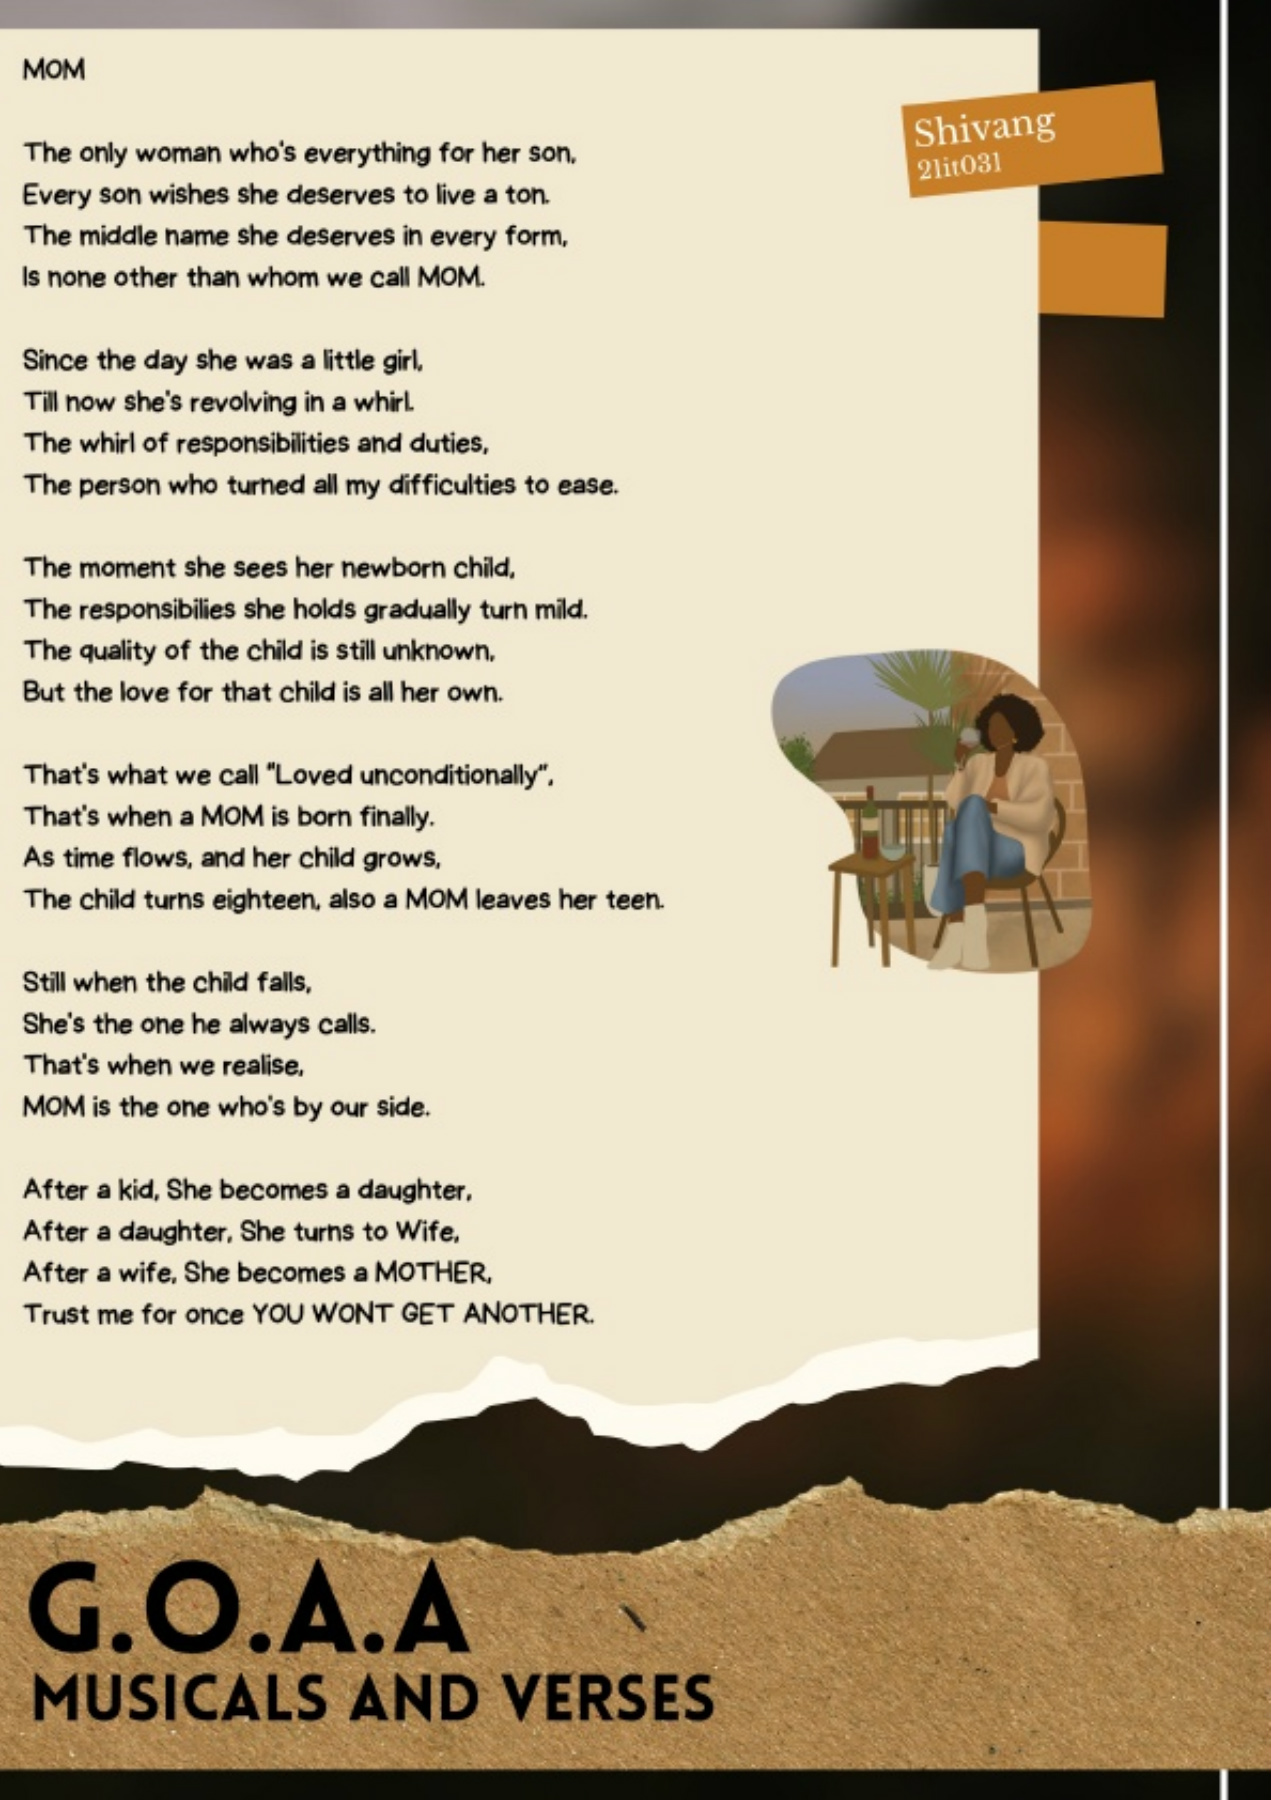 MOM
The only woman who's everything for her son,
Every son wishes she deserves to live a ton.
The middle name she deserves in every form,
Is none other than whom we call MOM.
Since the day she was a little girl,
Till now she's revolving in a whirl.
The whirl of responsibilities and duties,
The person who turned all my difficulties to ease.
The moment she sees her newborn child,
The responsibilies she holds gradually turn mild.
The quality of the child is still unknown,
But the love for that child is all her own.
That's what we call "Loved unconditionally",
That's when a MOM is born finally.
As time flows, and her child grows,
The child turns eighteen, also a MOM leaves her teen.
Still when the child falls,
She's the one he always calls.
That's when we realise,
MOM is the one who's by our side.
After a kid, She becomes a daughter,
After a daughter, She turns to Wife,
After a wife, She becomes a MOTHER,
Trust me for once YOU WONT GET ANOTHER.
Shivang
21it031
G.O.A.A
MUSICALS AND VERSES